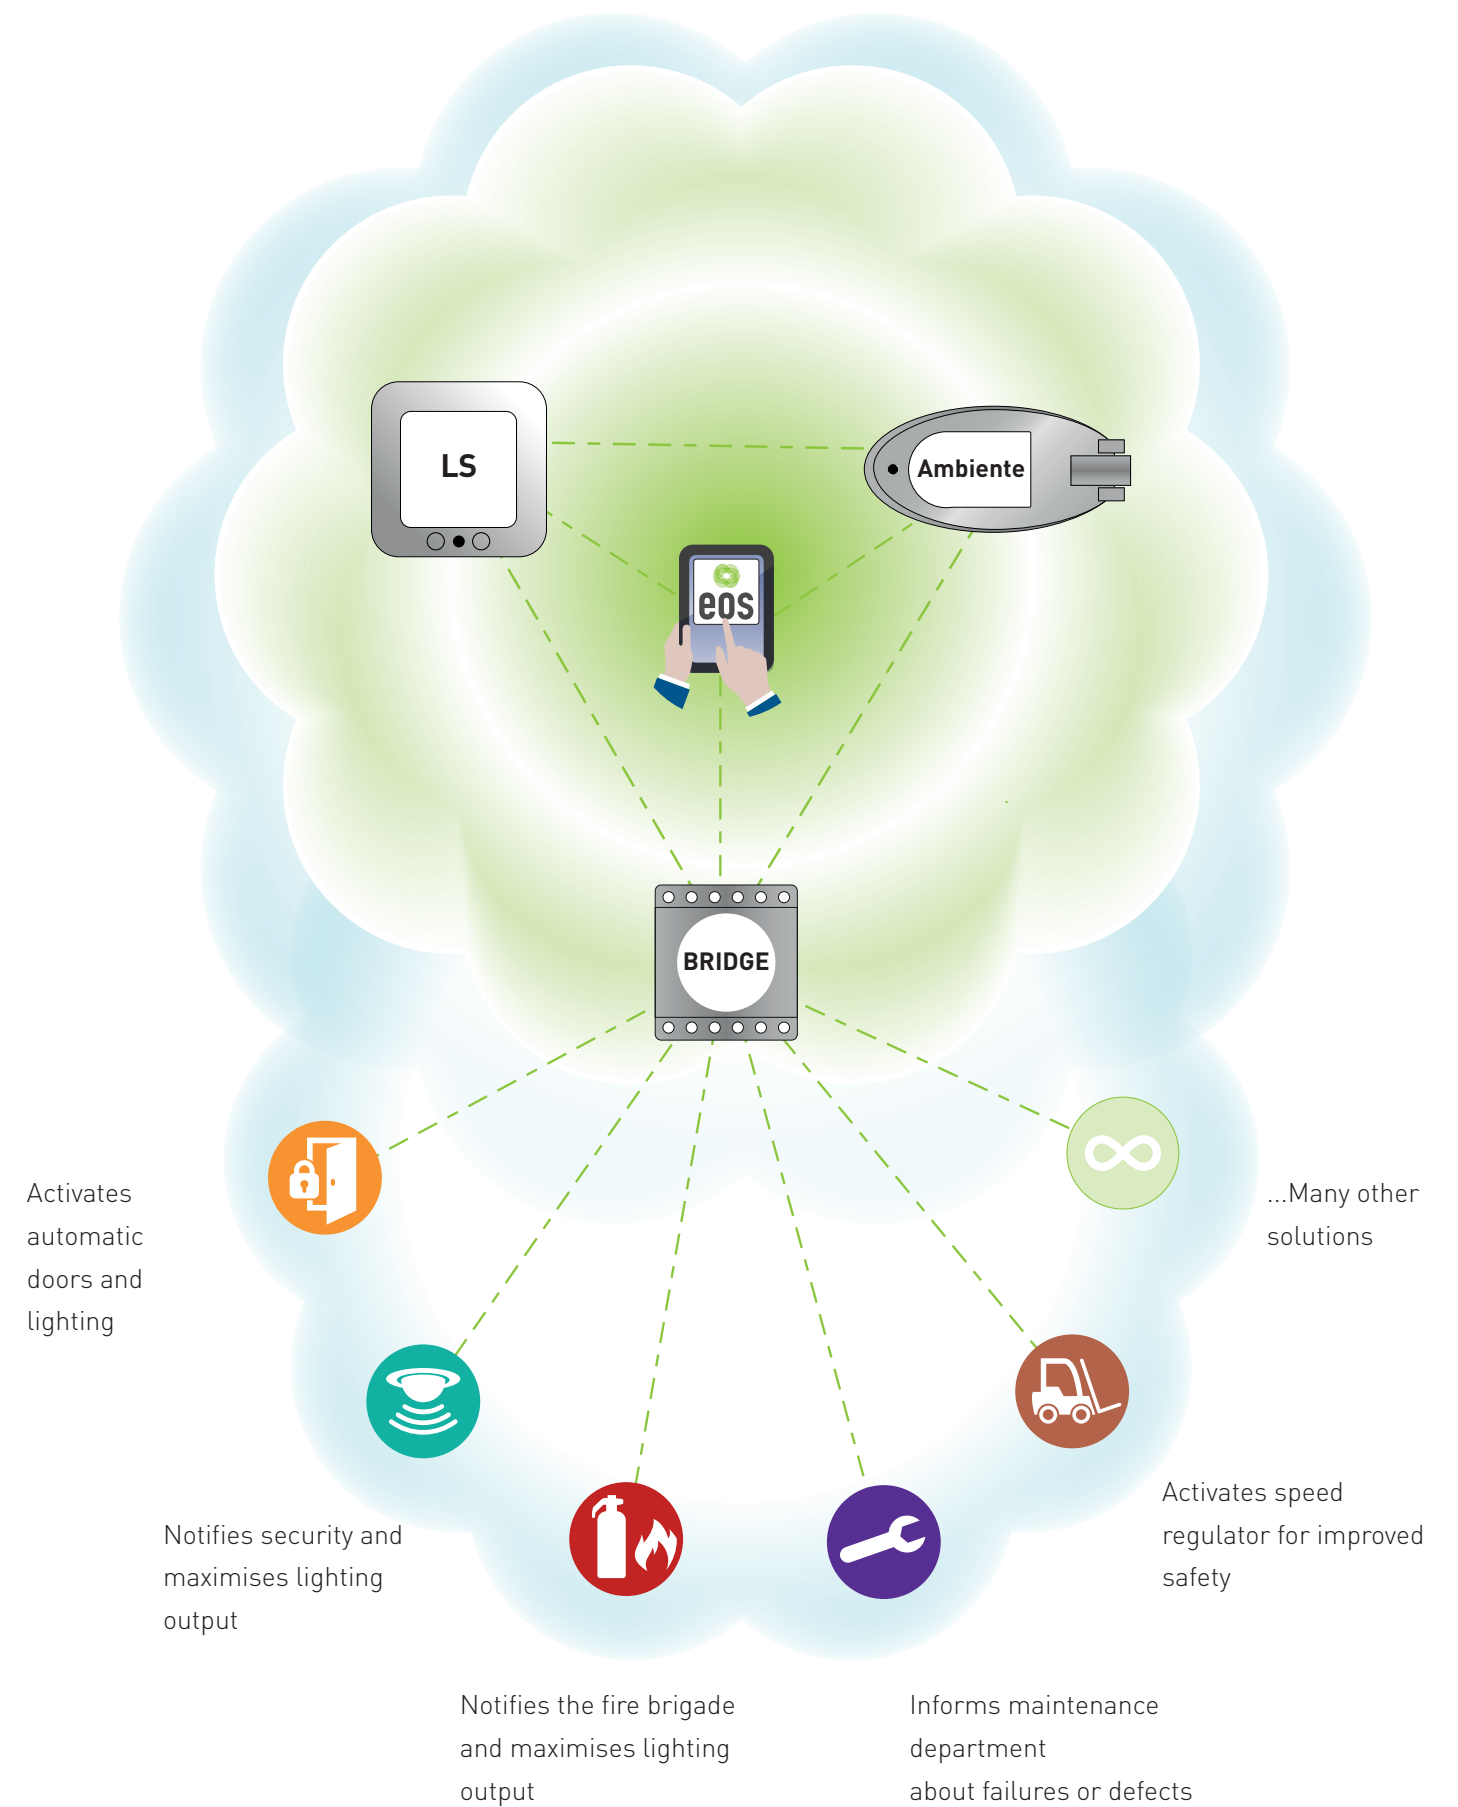 LS
Ambiente
eos
BRIDGE
Activates
automatic
doors and
lighting
...Many other
solutions
Notifies security and
maximises lighting
output
Activates speed
regulator for improved
safety
Notifies the fire brigade
and maximises lighting
output
Informs maintenance
department
about failures or defects